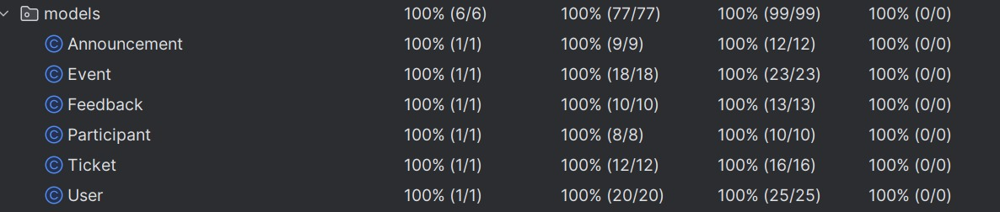 models 100% (6/6) 100% (77/77) 100% (99/99) 100% (0/0)
C Announcement 100% (1/1) 100% (9/9) 100% (12/12) 100% (0/0)
C Event 100% (1/1) 100% (18/18) 100% (23/23) 100% (0/0)
C Feedback 100% (1/1) 100% (10/10) 100% (13/13) 100% (0/0)
C Participant 100% (1/1) 100% (8/8) 100% (10/10) 100% (0/0)
C Ticket 100% (1/1) 100% (12/12) 100% (16/16) 100% (0/0)
C User 100% (1/1) 100% (20/20) 100% (25/25) 100% (0/0)